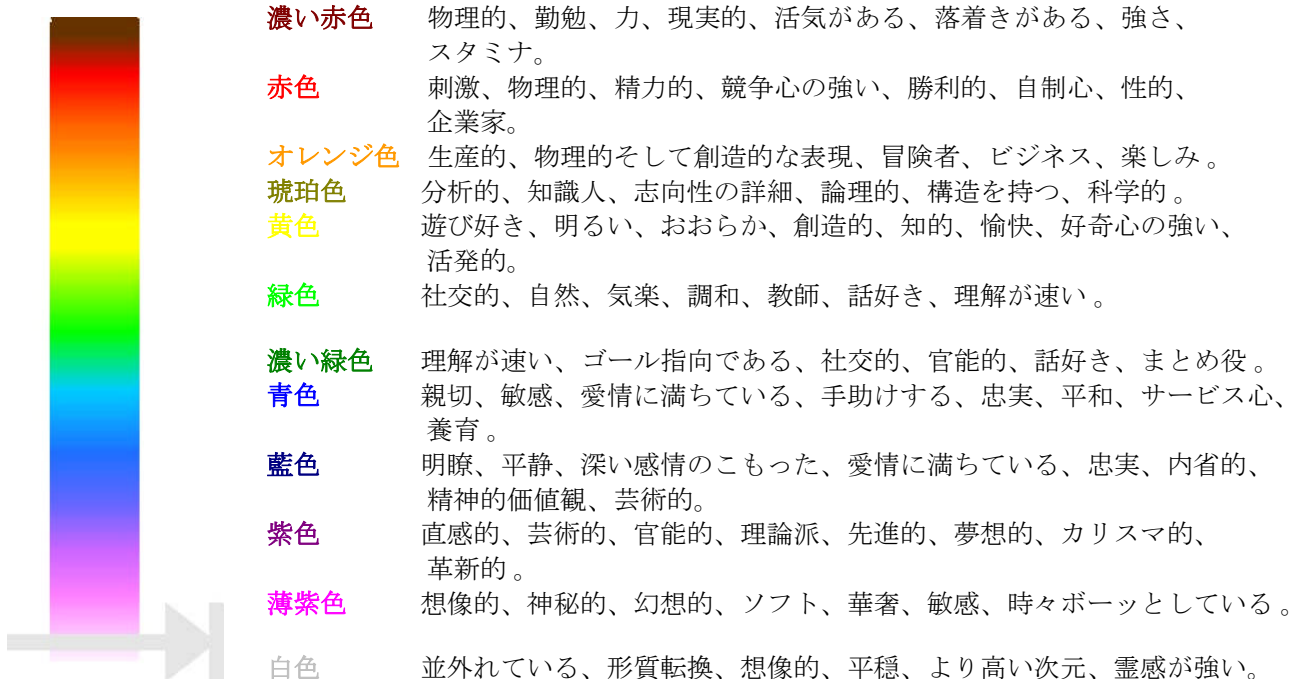 濃い赤色 物理的、勤勉、力、現実的、活気がある、落着きがある、強さ、
スタミナ。
赤色 刺激、物理的、精力的、競争心の強い、勝利的、自制心、性的、
企業家。
オレンジ色 生産的、物理的そして創造的な表現、冒険者、ビジネス、楽しみ。
琥珀色 分析的、知識人、志向性の詳細、論理的、構造を持つ、科学的。
黄色 遊び好き、明るい、おおらか、創造的、知的、愉快、好奇心の強い、
活発的。
緑色 社交的、自然、気楽、調和、教師、話好き、理解が速い。
濃い緑色 理解が速い、ゴール指向である、社交的、官能的、話好き、まとめ役。
青色 親切、敏感、愛情に満ちている、手助けする、忠実、平和、サービス心、
養育。
藍色 明瞭、平静、深い感情のこもった、愛情に満ちている、忠実、内省的、
精神的価値観、芸術的。
紫色 直感的、芸術的、官能的、理論派、先進的、夢想的、カリスマ的、
革新的。
薄紫色 想像的、神秘的、幻想的、ソフト、華奢、敏感、時々ボーッとしている。
白色 並外れている、形質転換、想像的、平穏、より高い次元、霊感が強い。